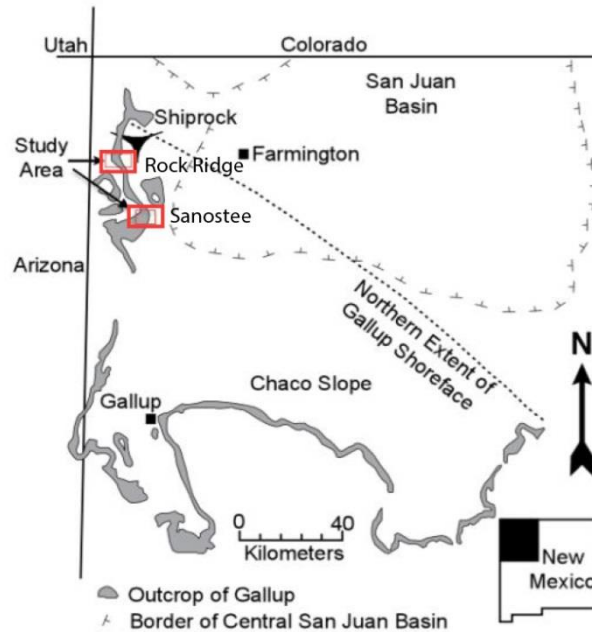 Utah
Colorado
San Juan
Basin
Shiprock
Study
Area
Rock Ridge
Farmington
Sanostee
Arizona
Northern Extent of
Gallup Shoreface
N
Chaco Slope
Gallup
0 40
Kilometers
New
Mexico
Outcrop of Gallup
Border of Central San Juan Basin